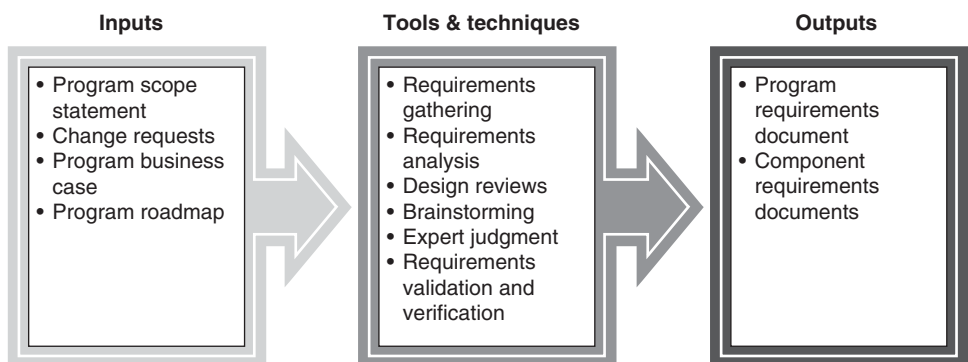 Inputs
• Program scope
statement
• Change requests
• Program business
case
• Program roadmap
Tools & techniques
• Requirements
gathering
• Requirements
analysis
• Design reviews
• Brainstorming
• Expert judgment
• Requirements
validation and
verification
Outputs
• Program
requirements
document
• Component
requirements
documents